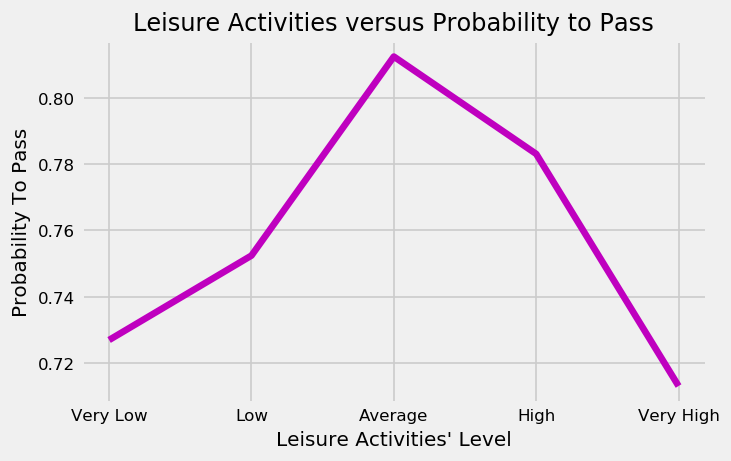 Leisure Activities versus Probability to Pass
Probability To Pass
0.80
0.78
0.76
0.74
0.72
Very Low
Low
Average
High
Very High
Leisure Activities' Level